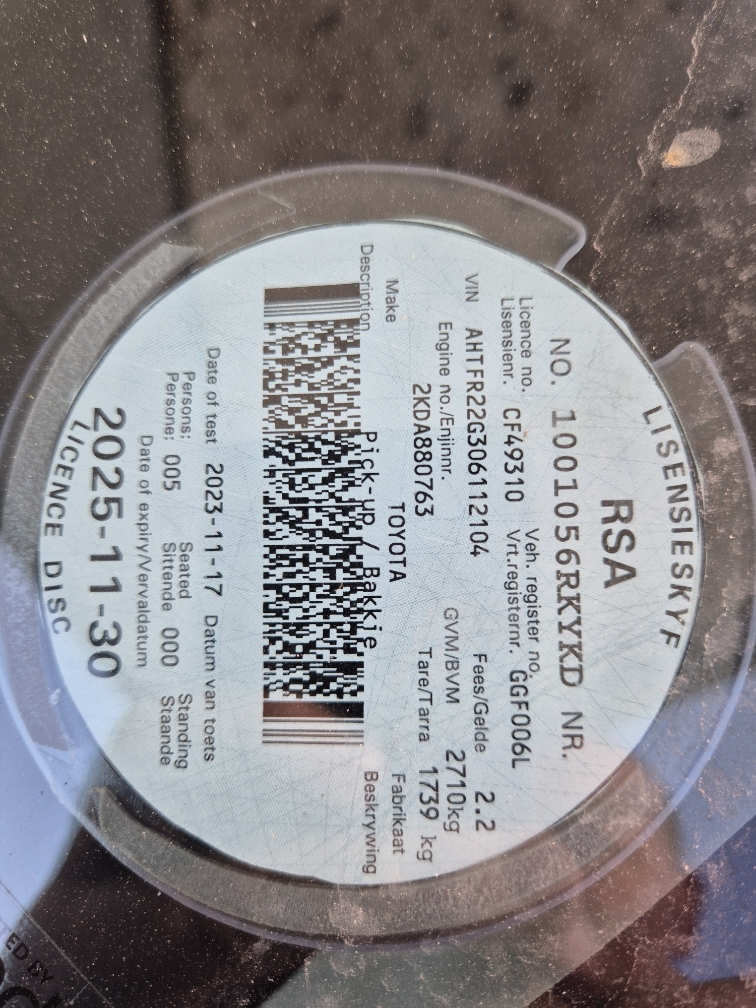 LISENSIESKYF
RSA
NO. 1001056RKYKD NR.
Licence no. Veh. register no.
Lisensienr. CF49310 Vrt.registernr. GGF006L
VIN AHTFR22G306112104 Fees/Gelde 2.2
Engine no./Enjinnr. GVM/BVM 2710kg
2KDA880763 Tare/Tarra 1739 kg
Make TOYOTA Fabrikaat
Description Pick-up / Bakkie Beskrywing
Date of test 2023-11-17 Datum van toets
Persons: Seated Standing
Persone: 005 Sittende 000 Staande
Date of expiry/Vervaldatum
2025-11-30
LICENCE DISC